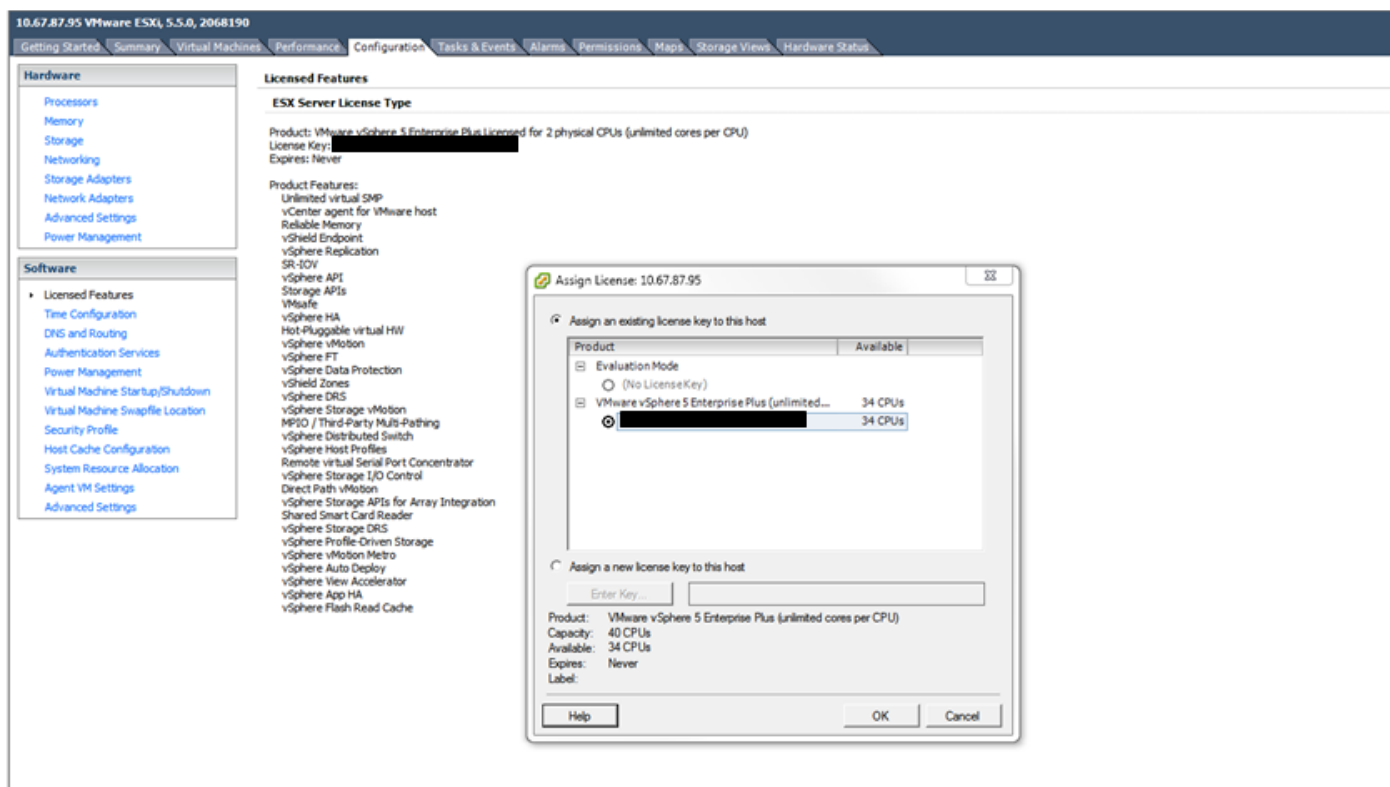 10.67.87.95 VMware ESXi, 5.5.0, 2068190
Getting Started Summary Virtual Machines Performance Configuration Tasks & Events Alarms Permissions Maps Storage Views Hardware Status
Hardware
Processors
Memory
Storage
Networking
Storage Adapters
Network Adapters
Advanced Settings
Power Management
Software
Licensed Features
Time Configuration
DNS and Routing
Authentication Services
Power Management
Virtual Machine Startup/Shutdown
Virtual Machine Swapfile Location
Security Profile
Host Cache Configuration
System Resource Allocation
Agent VM Settings
Advanced Settings
Licensed Features
ESX Server License Type
Product: VMware vSphere 5 Enterprise Plus Licensed for 2 physical CPUs (unlimited cores per CPU)
License Key:
Expires: Never
Product Features:
Unlimited virtual SMP
vCenter agent for VMware host
Reliable Memory
vShield Endpoint
vSphere Replication
SR-IOV
vSphere API
Storage APIs
VMsafe
vSphere HA
Hot-Pluggable virtual HW
vSphere vMotion
vSphere FT
vSphere Data Protection
vShield Zones
vSphere DRS
vSphere Storage vMotion
MPIO / Third-Party Multi-Pathing
vSphere Distributed Switch
vSphere Host Profiles
Remote virtual Serial Port Concentrator
vSphere Storage I/O Control
Direct Path vMotion
vSphere Storage APIs for Array Integration
Shared Smart Card Reader
vSphere Storage DRS
vSphere Profile-Driven Storage
vSphere vMotion Metro
vSphere Auto Deploy
vSphere View Accelerator
vSphere App HA
vSphere Flash Read Cache
Assign License: 10.67.87.95
Assign an existing license key to this host
Product Available
Evaluation Mode
(No License Key)
VMware vSphere 5 Enterprise Plus (unlimited... 34 CPUs
34 CPUs
Assign a new license key to this host
Enter Key...
Product: VMware vSphere 5 Enterprise Plus (unlimited cores per CPU)
Capacity: 40 CPUs
Available: 34 CPUs
Expires: Never
Label:
Help OK Cancel